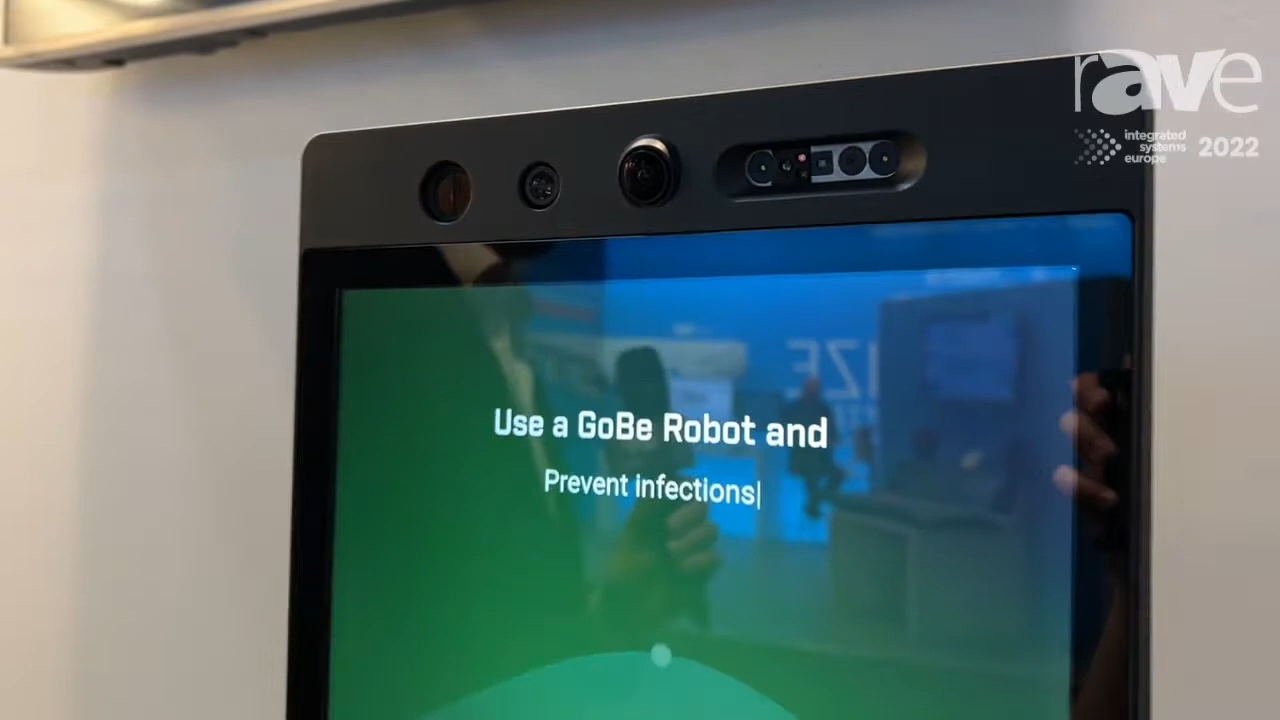 rAVe
integrated
systems
europe
2022
Use a GoBe Robot and
Prevent infections